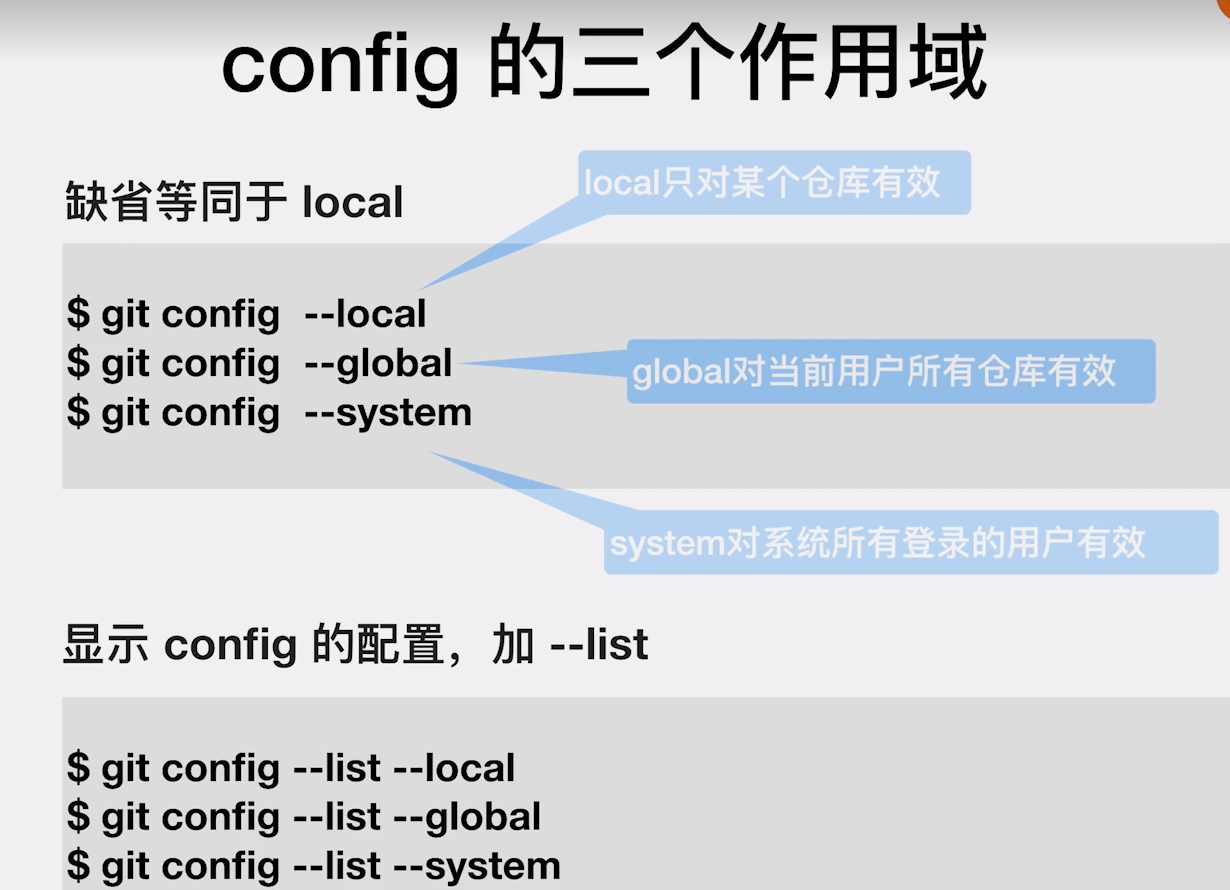 config 的三个作用域
local只对某个仓库有效
缺省等同于 local
$ git config  --local
$ git config  --global
global对当前用户所有仓库有效
$ git config  --system
system对系统所有登录的用户有效
显示 config 的配置，加 --list
$ git config --list --local
$ git config --list --global
$ git config --list --system